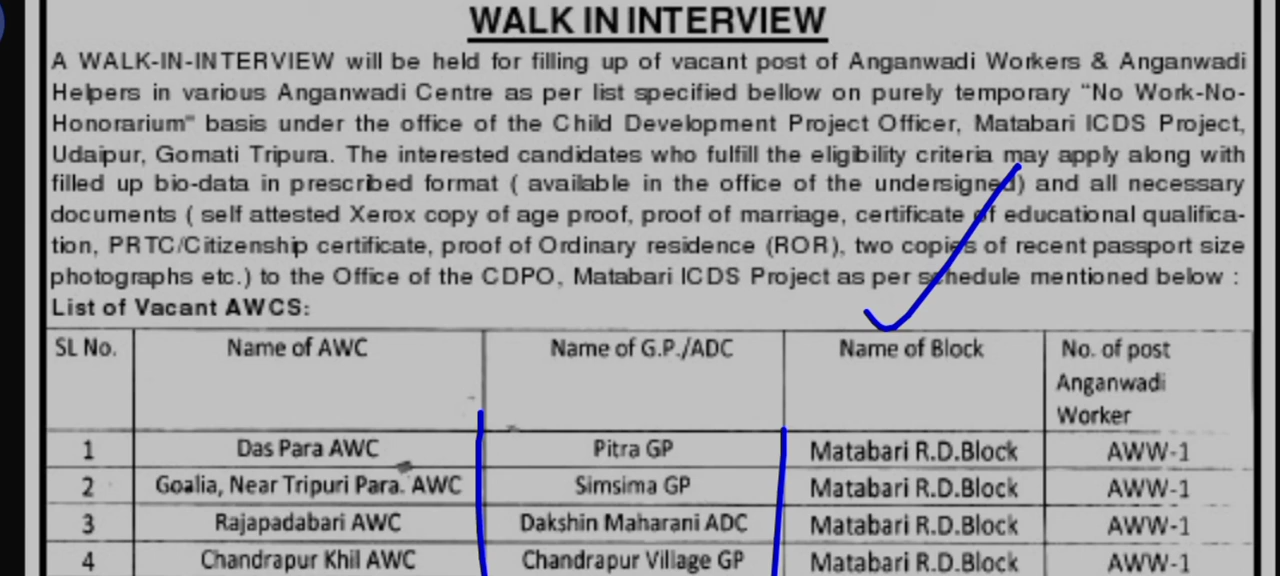 WALK IN INTERVIEW
A WALK-IN-INTERVIEW will be held for filling up of vacant post of Anganwadi Workers & Anganwadi
Helpers in various Anganwadi Centre as per list specified bellow on purely temporary "No Work-No-
Honorarium" basis under the office of the Child Development Project Officer, Matabari ICDS Project,
Udaipur, Gomati Tripura. The interested candidates who fulfill the eligibility criteria may apply along with
filled up bio-data in prescribed format ( available in the office of the undersigned) and all necessary
documents ( self attested Xerox copy of age proof, proof of marriage, certificate of educational qualifica-
tion, PRTC/Citizenship certificate, proof of Ordinary residence (ROR), two copies of recent passport size
photographs etc.) to the Office of the CDPO, Matabari ICDS Project as per schedule mentioned below :
List of Vacant AWCS:
SL No. Name of AWC Name of G.P./ADC Name of Block No. of post
Anganwadi
Worker
1 Das Para AWC Pitra GP Matabari R.D.Block AWW-1
2 Goalia, Near Tripuri Para. AWC Simsima GP Matabari R.D.Block AWW-1
3 Rajapadabari AWC Dakshin Maharani ADC Matabari R.D.Block AWW-1
4 Chandrapur Khil AWC Chandrapur Village GP Matabari R.D.Block AWW-1